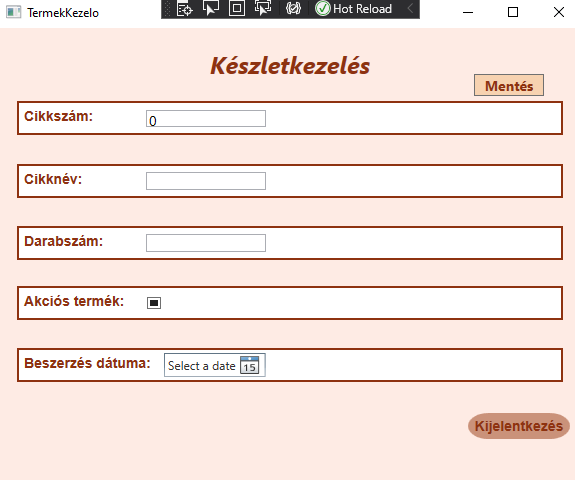 TermekKezelo
Hot Reload
Készletkezelés
Mentés
Cikkszám: 0
Cikknév:
Darabszám:
Akciós termék:
Beszerzés dátuma: Select a date 15
Kijelentkezés